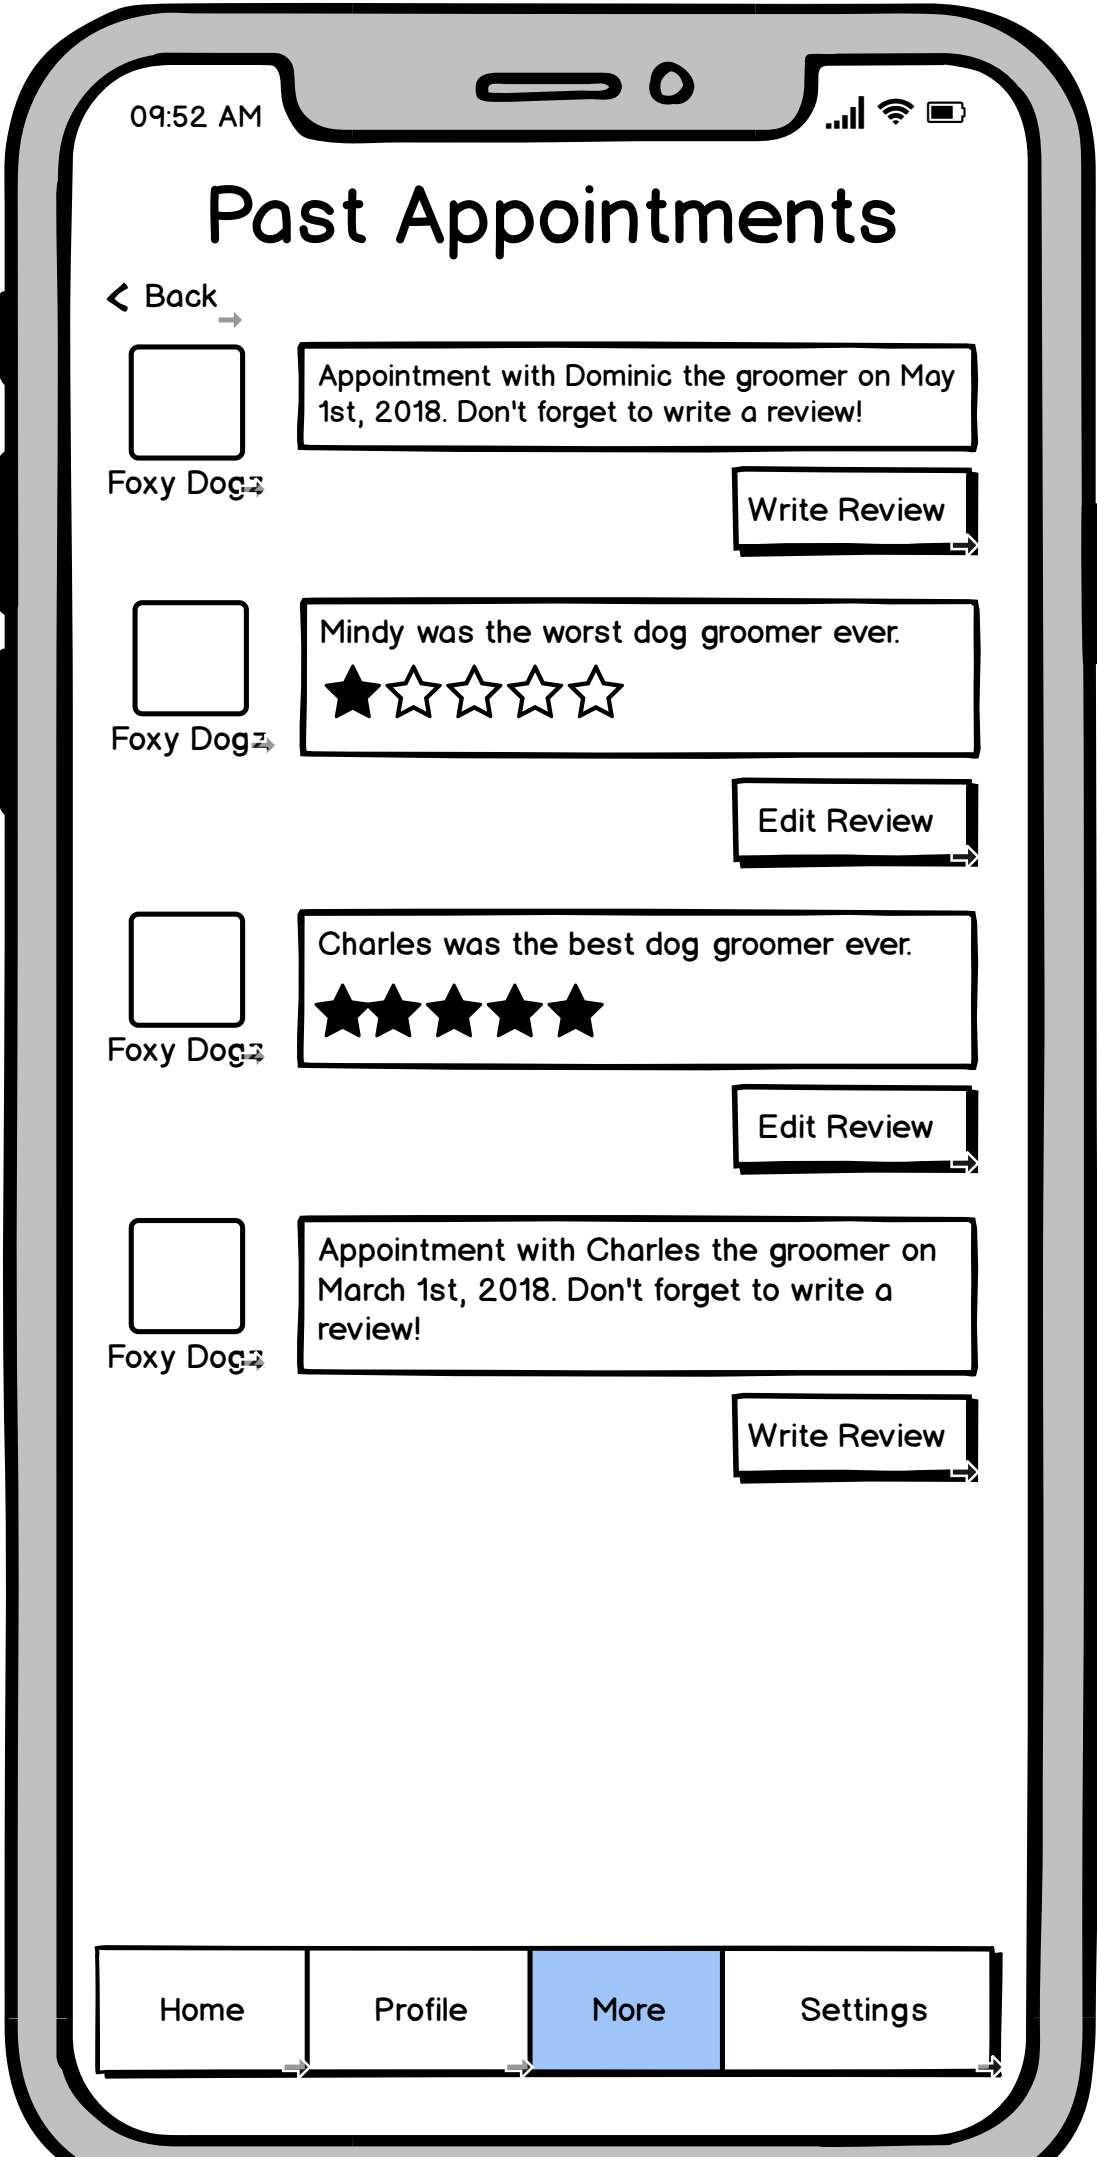 09:52 AM
Past Appointments
Back
Appointment with Dominic the groomer on May
1st, 2018. Don't forget to write a review!
Foxy Dogz
Write Review
Mindy was the worst dog groomer ever.
Foxy Dogz
Edit Review
Charles was the best dog groomer ever.
Foxy Dogz
Edit Review
Appointment with Charles the groomer on
March 1st, 2018. Don't forget to write a
review!
Foxy Dogz
Write Review
Home Profile More Settings